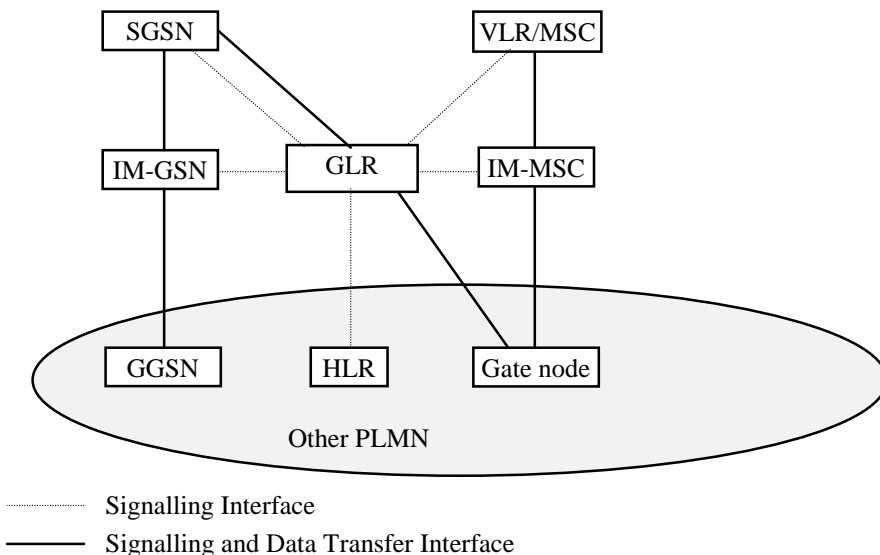 SGSN
VLR/MSC
IM-GSN
GLR
IM-MSC
GGSN
HLR
Gate node
Other PLMN
Signalling Interface
Signalling and Data Transfer Interface